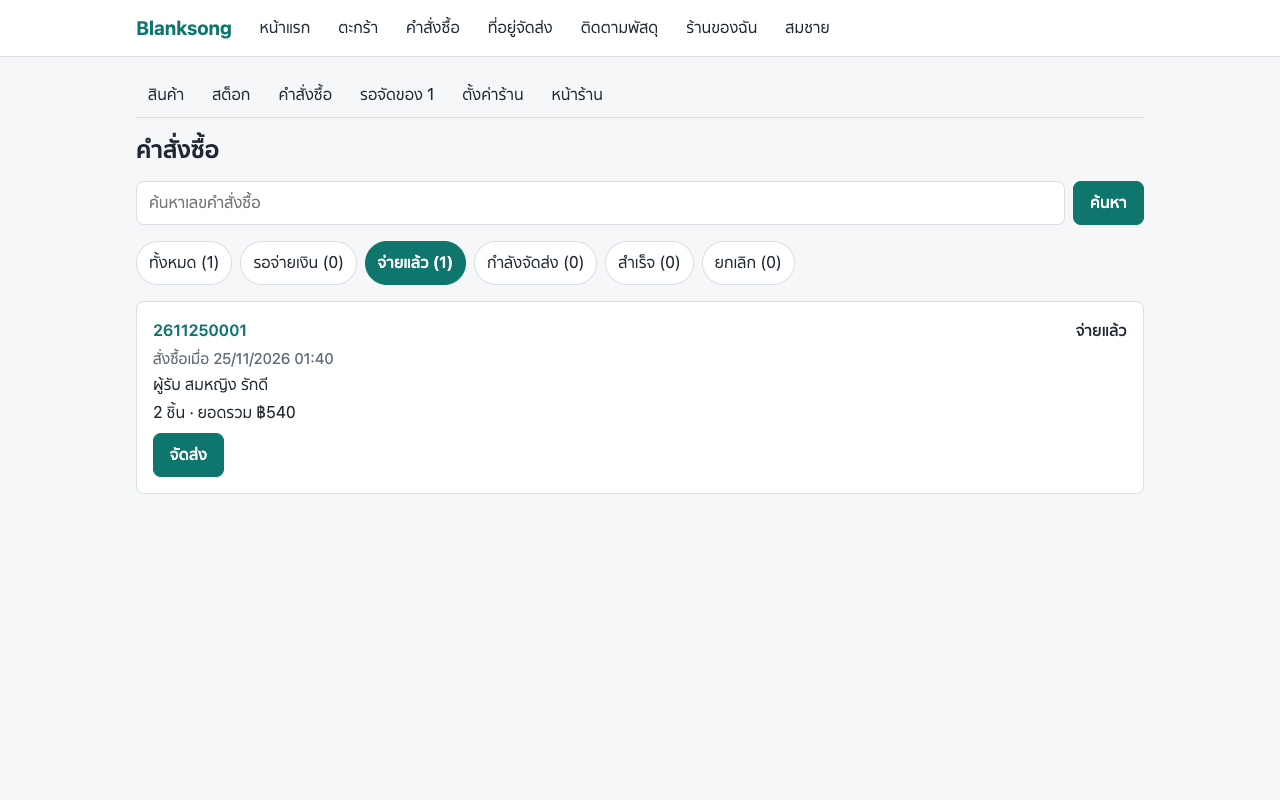 Blanksong หน้าแรก ตะกร้า คำสั่งซื้อ ที่อยู่จัดส่ง ติดตามพัสดุ ร้านของฉัน สมชาย
สินค้า สต็อก คำสั่งซื้อ รอจัดของ 1 ตั้งค่าร้าน หน้าร้าน
คำสั่งซื้อ
ค้นหาเลขคำสั่งซื้อ ค้นหา
ทั้งหมด (1) รอจ่ายเงิน (0) จ่ายแล้ว (1) กำลังจัดส่ง (0) สำเร็จ (0) ยกเลิก (0)
2611250001 จ่ายแล้ว
สั่งซื้อเมื่อ 25/11/2026 01:40
ผู้รับ สมหญิง รักดี
2 ชิ้น · ยอดรวม ฿540
จัดส่ง